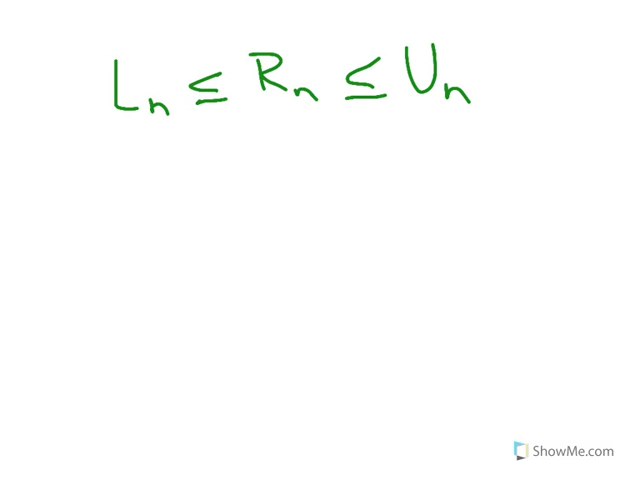 Lₙ ≤ Rₙ ≤ Uₙ
ShowMe.com